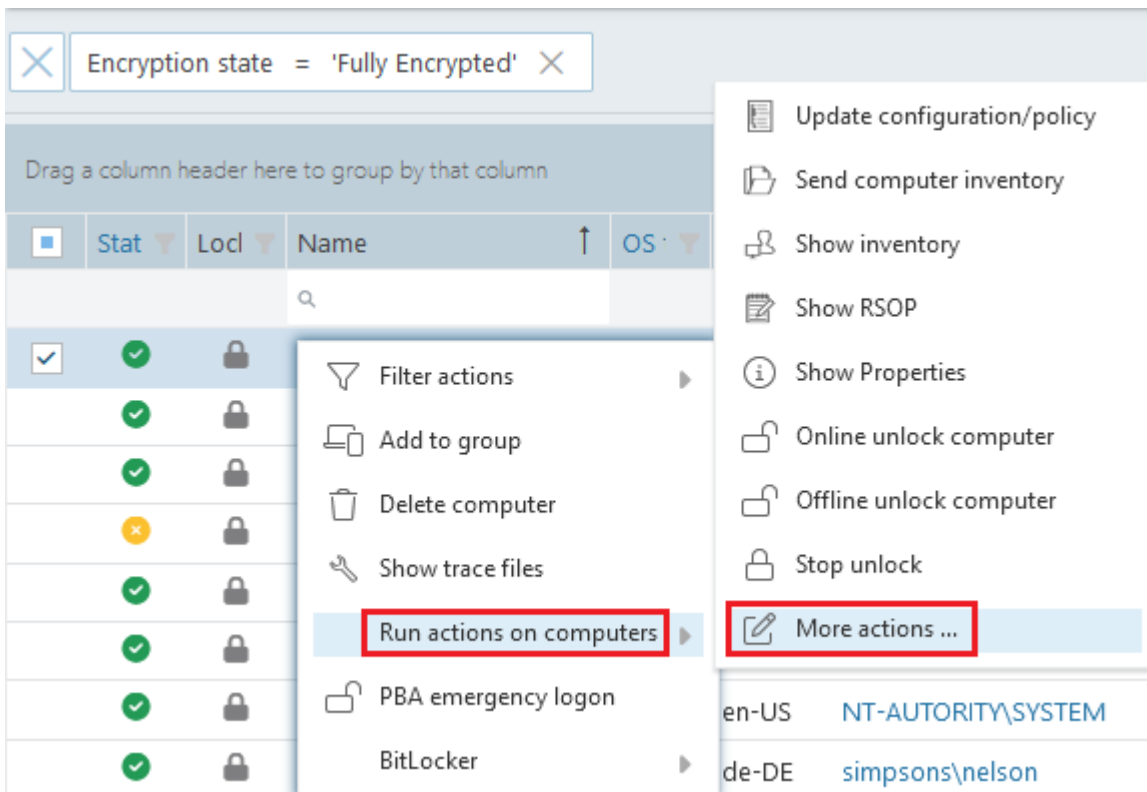 Encryption state = 'Fully Encrypted'
Drag a column header here to group by that column
Stat Locl Name OS
Filter actions
Add to group
Delete computer
Show trace files
Run actions on computers
PBA emergency logon
BitLocker
Update configuration/policy
Send computer inventory
Show inventory
Show RSOP
Show Properties
Online unlock computer
Offline unlock computer
Stop unlock
More actions ...
en-US NT-AUTORITY\SYSTEM
de-DE simpsons\nelson